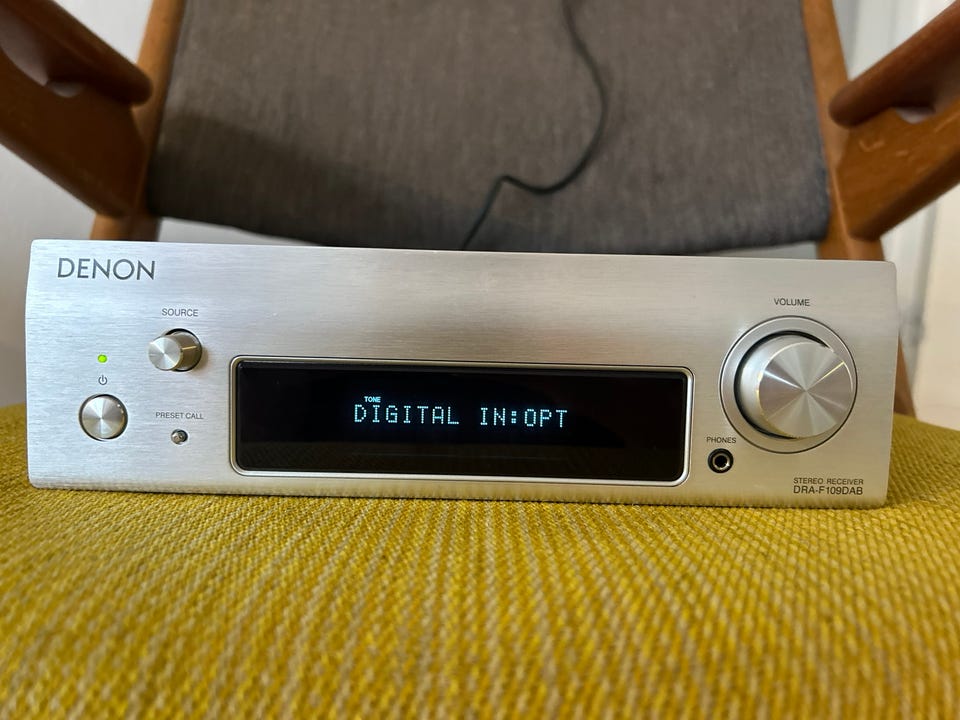 DENON
SOURCE
VOLUME
PRESET CALL
TONE
DIGITAL IN:OPT
PHONES
STEREO RECEIVER
DRA-F109DAB